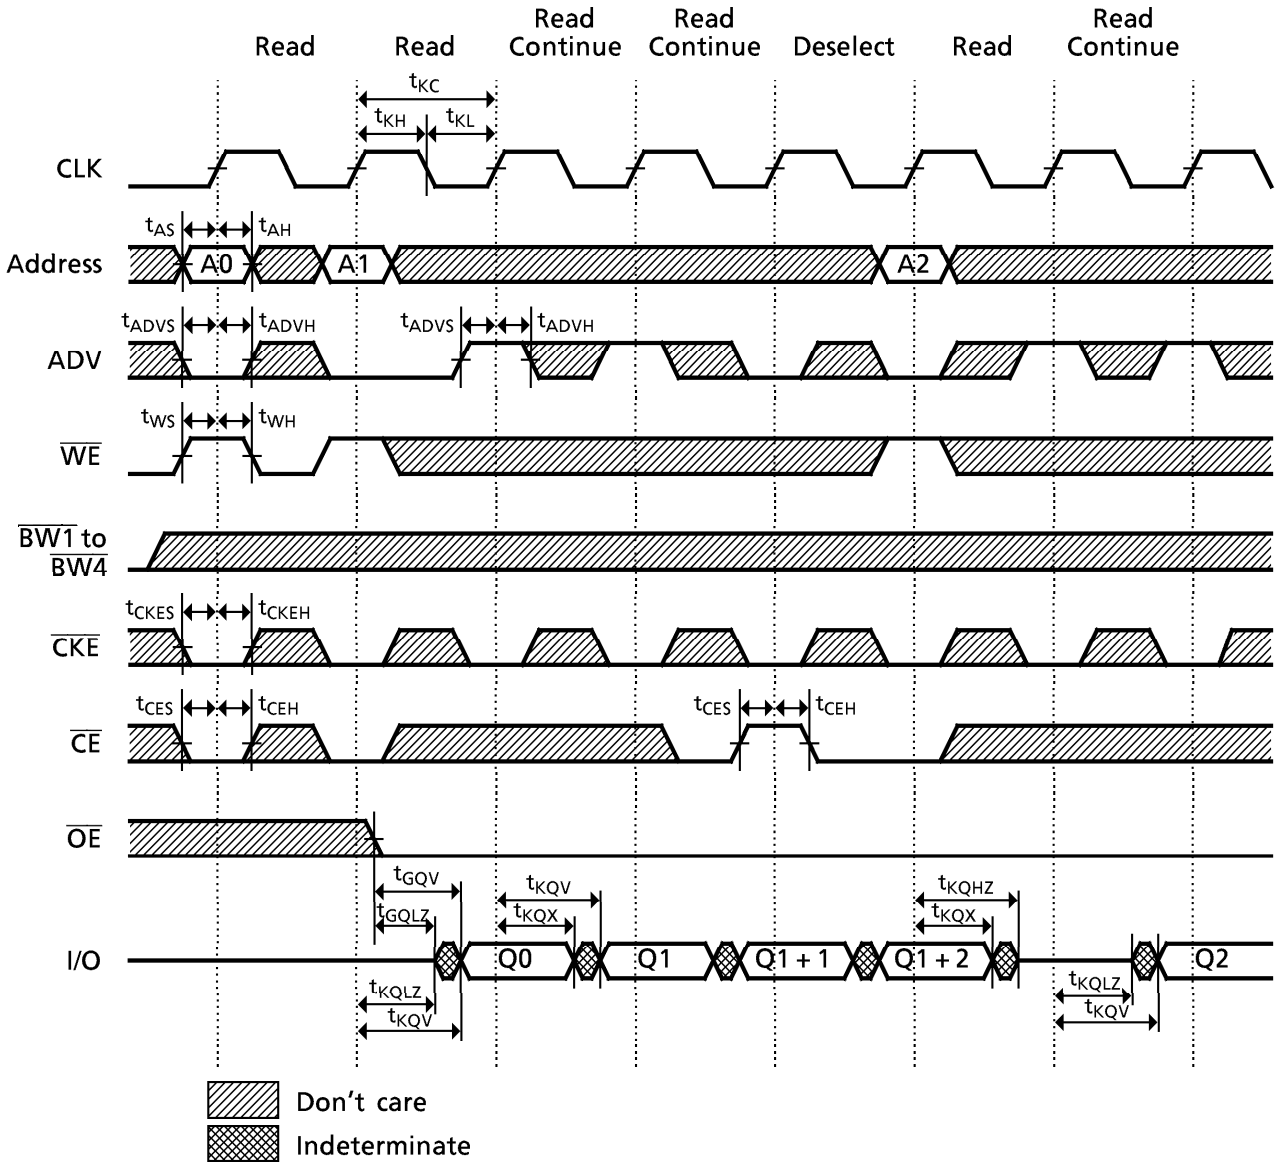 Read Read Read
Read Read Continue Continue Deselect Read Continue
tKC
tKH tKL
CLK
tAS tAH
Address A0 A1 A2
tADVS tADVH tADVS tADVH
ADV
tWS tWH
WE
BW1 to
BW4
tCKES tCKEH
CKE
tCES tCEH tCES tCEH
CE
OE
tGQV tKQV tKQHZ
tGQLZ tKQX tKQX
I/O Q0 Q1 Q1 + 1 Q1 + 2 Q2
tKQLZ tKQLZ
tKQV tKQV
Don't care
Indeterminate